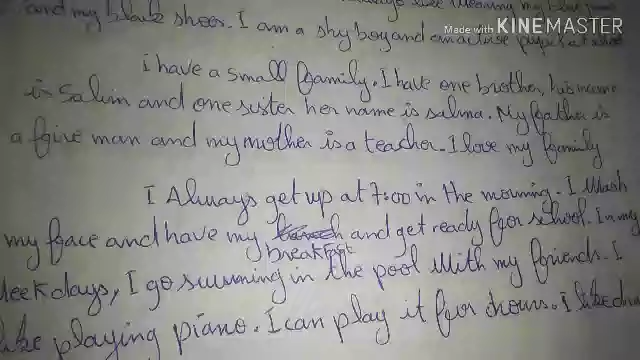 Made with KINEMASTER
and my black shoes. I am a shy boy and an active
I have a small family. I have one brother, his name
is Salim and one sister her name is salma. My father is
a fire man and my mother is a teacher. I love my family
I Always get up at 7:00 in the morning. I Wash
my face and have my breakfast and get ready for school. In my
week days, I go swimming in the pool With my friends. I
like playing piano. I can play it for hours. I